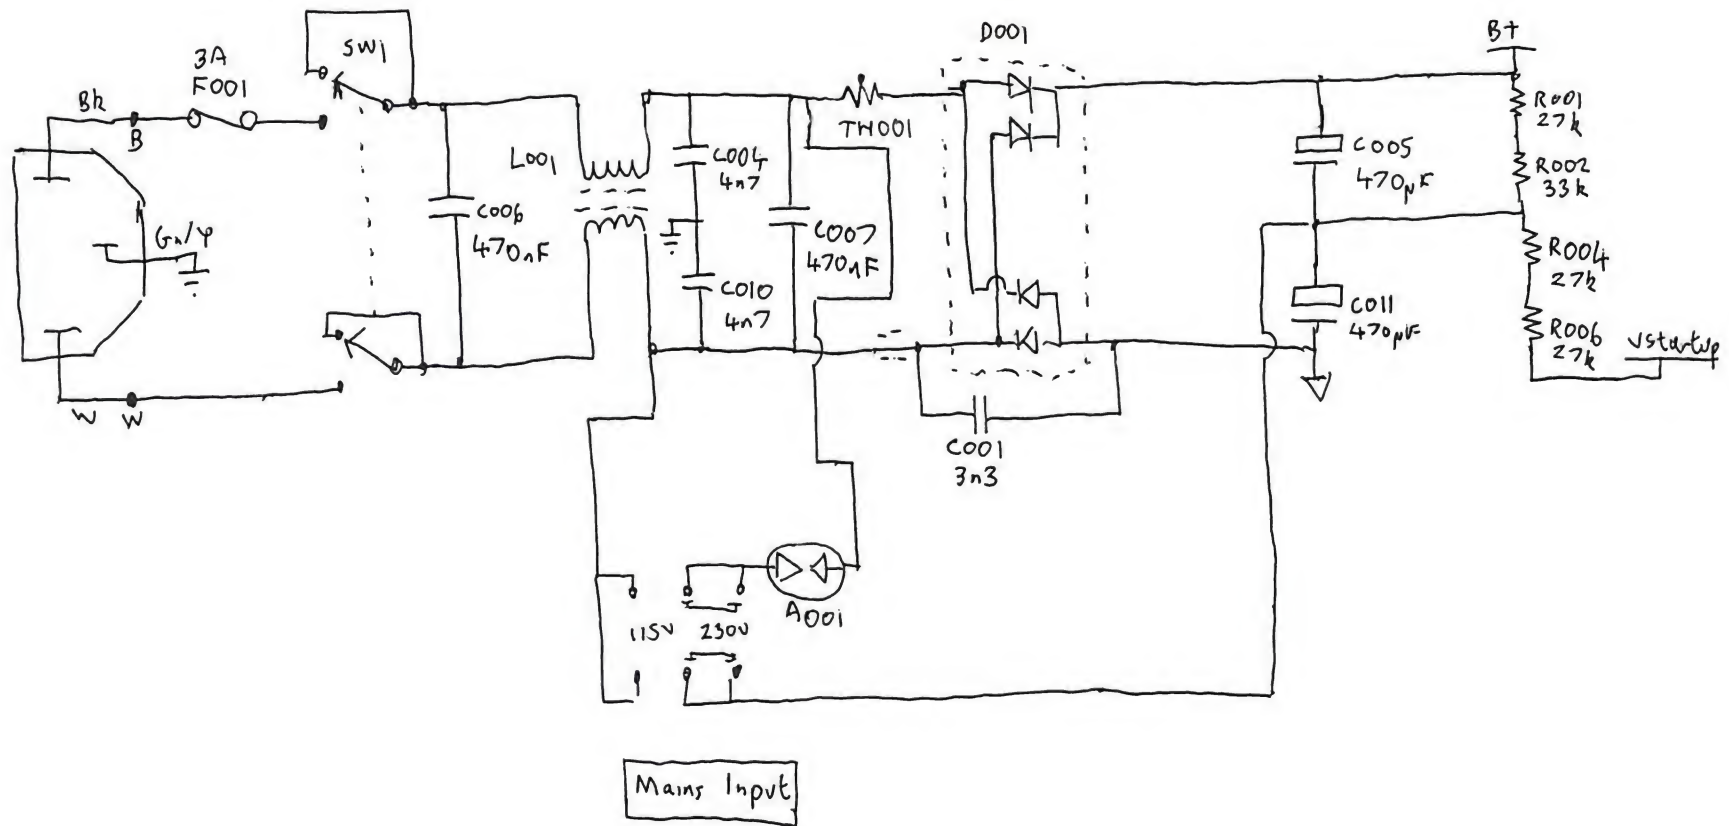 3A
F001
SW1
Bk
B
Gn/Y
W
W
C006
470nF
L001
C004
4n7
C010
4n7
C007
470nF
TH001
D001
C001
3n3
115V
230V
A001
B+
C005
470µF
C011
470µF
R001
27k
R002
33k
R004
27k
R006
27k
Vstartup
Mains Input